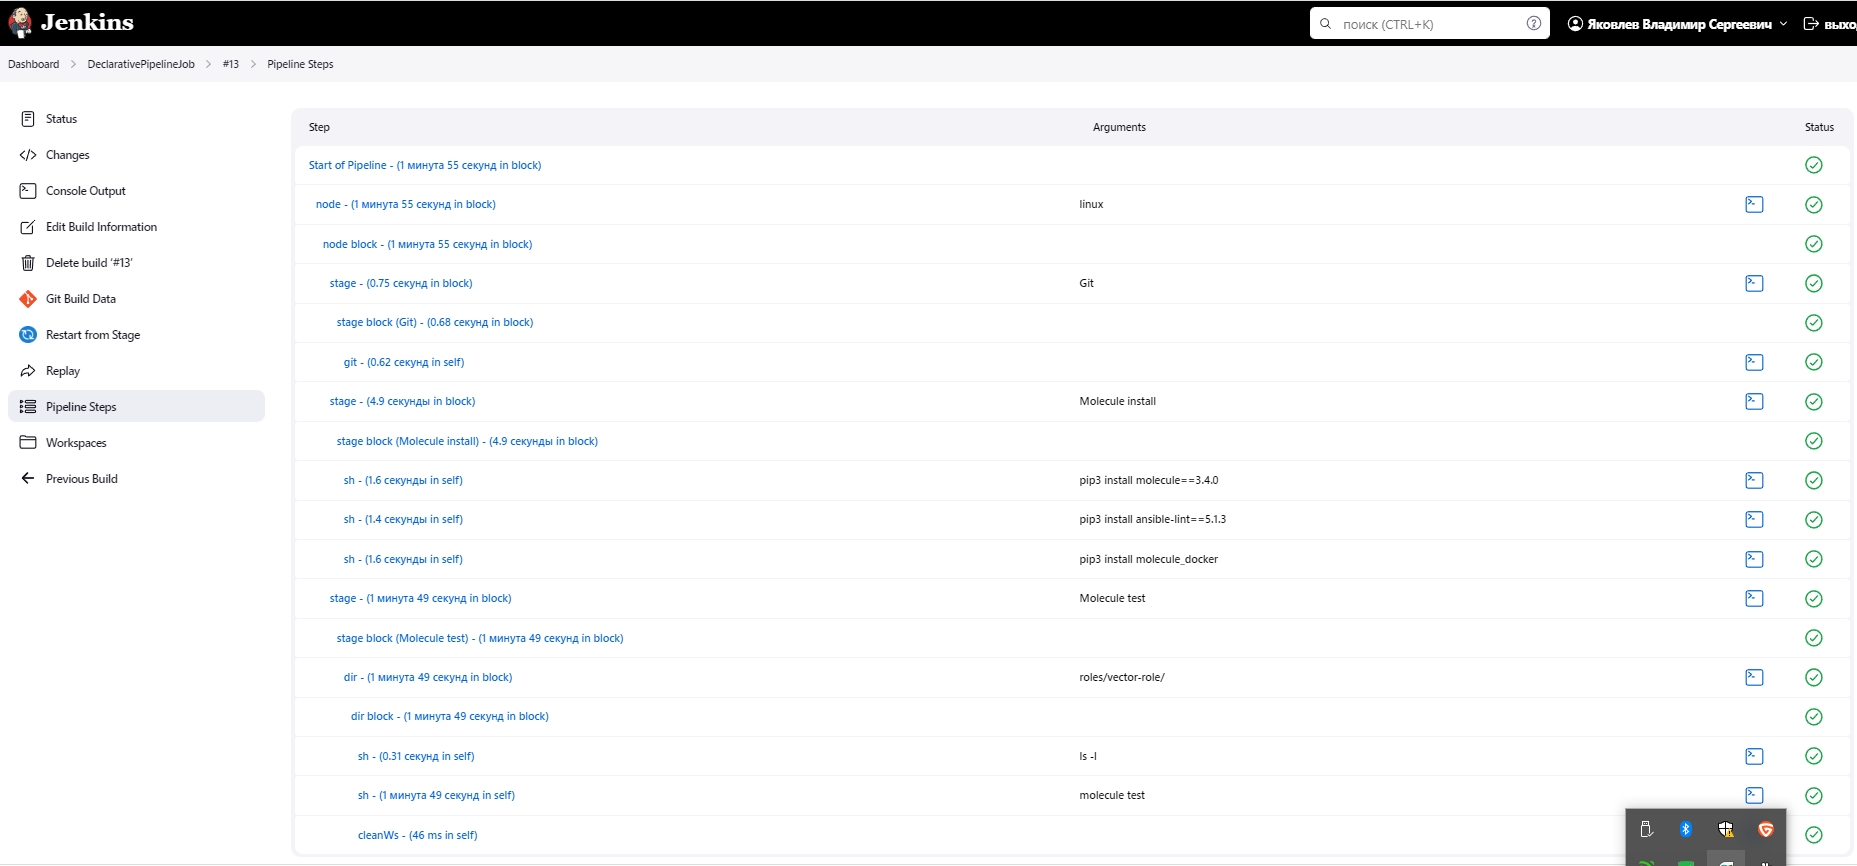 Jenkins
поиск (CTRL+K)
Яковлев Владимир Сергеевич
Dashboard > DeclarativePipelineJob > #13 > Pipeline Steps
Status
Changes
Console Output
Edit Build Information
Delete build ‘#13’
Git Build Data
Restart from Stage
Replay
Pipeline Steps
Workspaces
Previous Build
Step Arguments Status
Start of Pipeline - (1 минута 55 секунд in block)
node - (1 минута 55 секунд in block) linux
node block - (1 минута 55 секунд in block)
stage - (0.75 секунд in block) Git
stage block (Git) - (0.68 секунд in block)
git - (0.62 секунд in self)
stage - (4.9 секунды in block) Molecule install
stage block (Molecule install) - (4.9 секунды in block)
sh - (1.6 секунды in self) pip3 install molecule==3.4.0
sh - (1.4 секунды in self) pip3 install ansible-lint==5.1.3
sh - (1.6 секунды in self) pip3 install molecule_docker
stage - (1 минута 49 секунд in block) Molecule test
stage block (Molecule test) - (1 минута 49 секунд in block)
dir - (1 минута 49 секунд in block) roles/vector-role/
dir block - (1 минута 49 секунд in block)
sh - (0.31 секунд in self) ls -l
sh - (1 минута 49 секунд in self) molecule test
cleanWs - (46 ms in self)